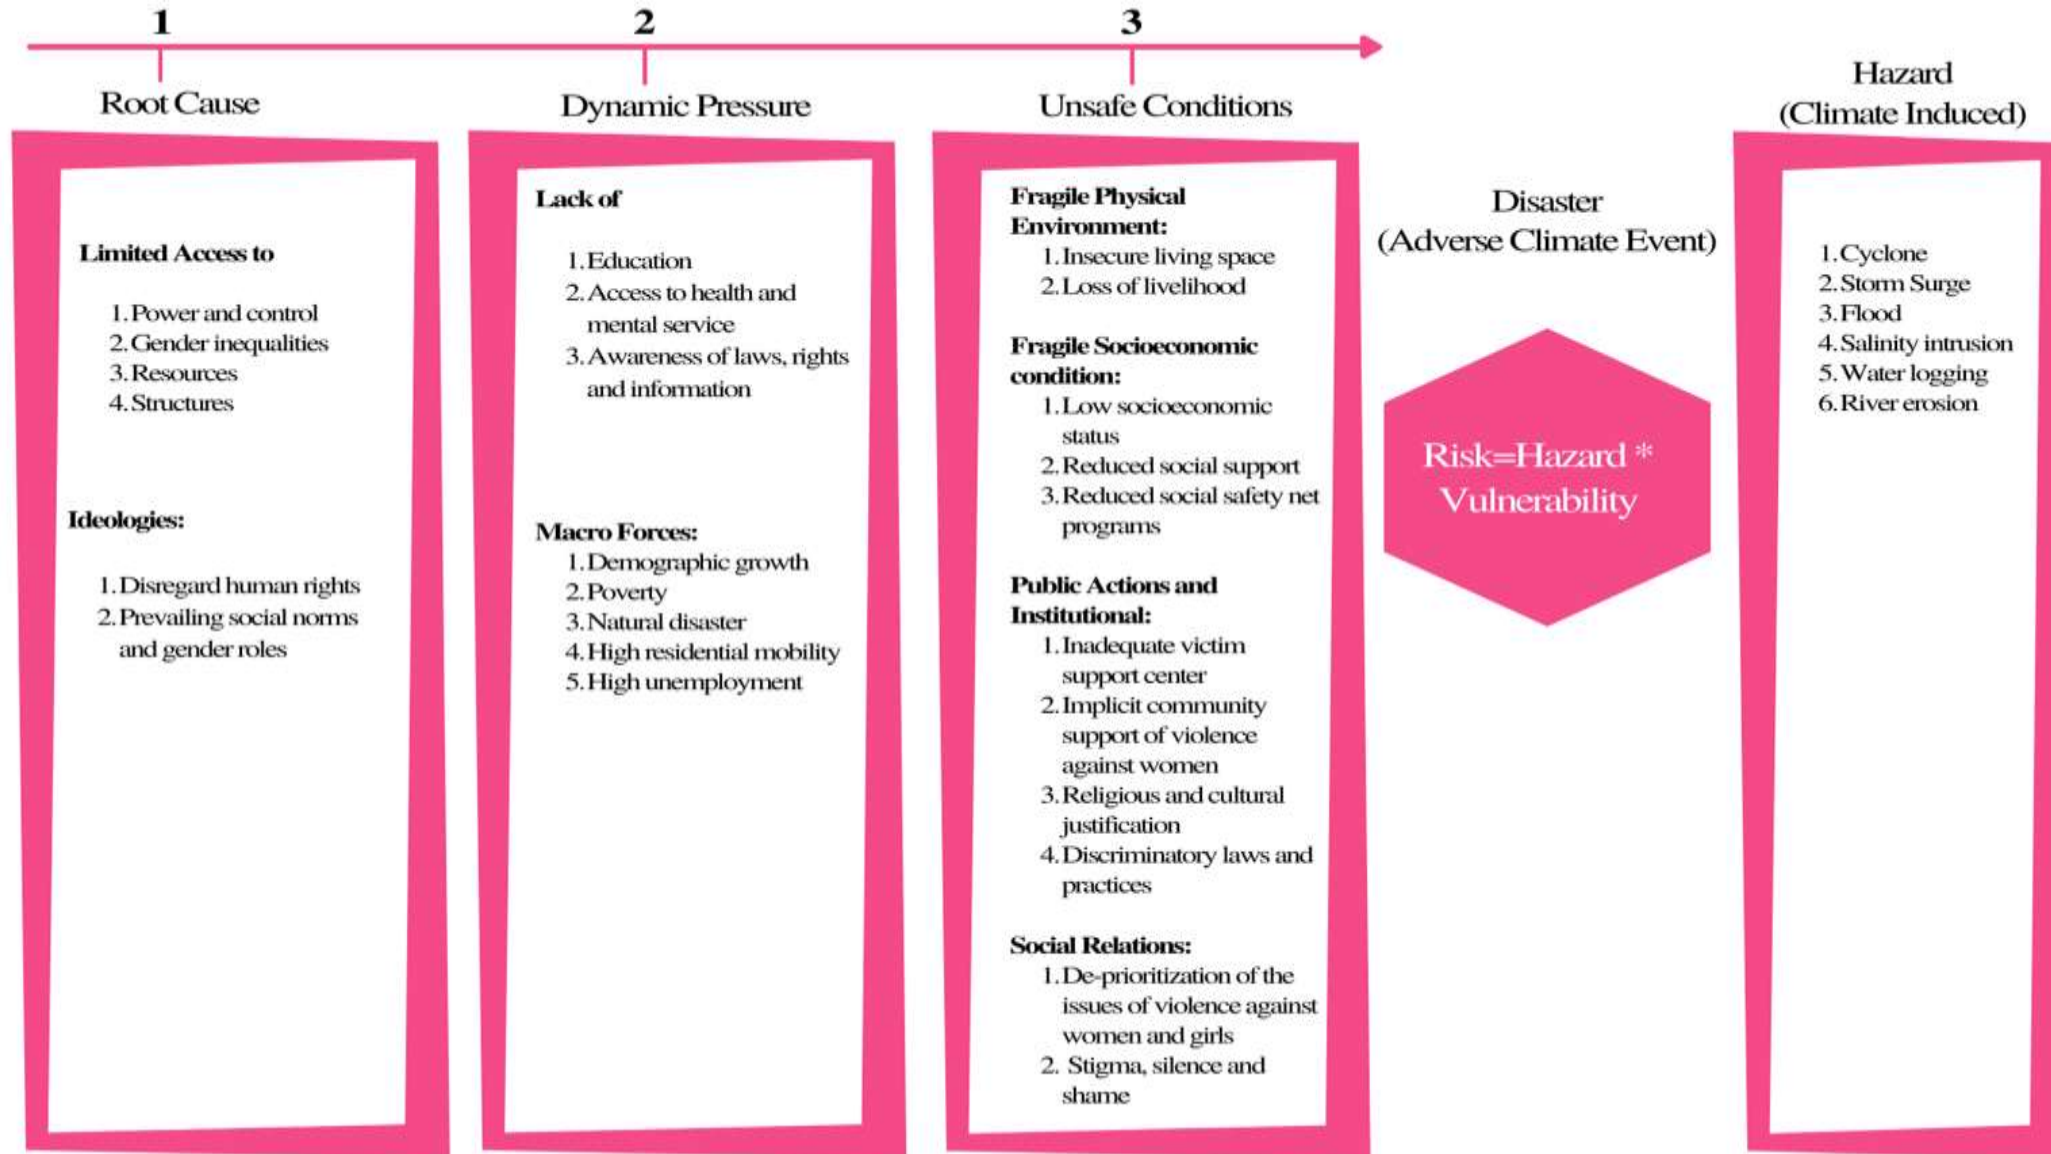 1
Root Cause
Limited Access to
1. Power and control
2. Gender inequalities
3. Resources
4. Structures
Ideologies:
1. Disregard human rights
2. Prevailing social norms
and gender roles
2
Dynamic Pressure
Lack of
1. Education
2. Access to health and
mental service
3. Awareness of laws, rights
and information
Macro Forces:
1. Demographic growth
2. Poverty
3. Natural disaster
4. High residential mobility
5. High unemployment
3
Unsafe Conditions
Fragile Physical
Environment:
1. Insecure living space
2. Loss of livelihood
Fragile Socioeconomic
condition:
1. Low socioeconomic
status
2. Reduced social support
3. Reduced social safety net
programs
Public Actions and
Institutional:
1. Inadequate victim
support center
2. Implicit community
support of violence
against women
3. Religious and cultural
justification
4. Discriminatory laws and
practices
Social Relations:
1. De-prioritization of the
issues of violence against
women and girls
2. Stigma, silence and
shame
Disaster
(Adverse Climate Event)
Risk=Hazard *
Vulnerability
Hazard
(Climate Induced)
1. Cyclone
2. Storm Surge
3. Flood
4. Salinity intrusion
5. Water logging
6. River erosion